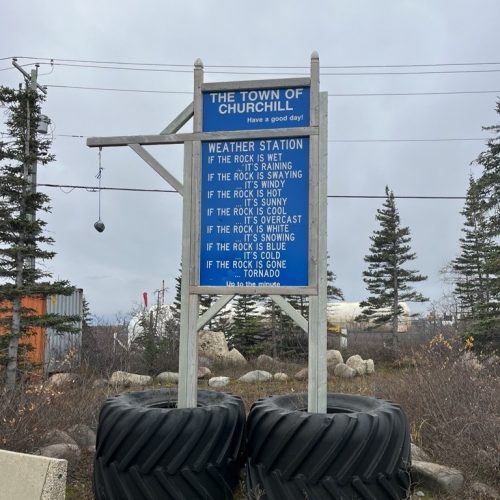 THE TOWN OF
CHURCHILL
Have a good day!
WEATHER STATION
IF THE ROCK IS WET
... IT'S RAINING
IF THE ROCK IS SWAYING
... IT'S WINDY
IF THE ROCK IS HOT
... IT'S SUNNY
IF THE ROCK IS COOL
... IT'S OVERCAST
IF THE ROCK IS WHITE
... IT'S SNOWING
IF THE ROCK IS BLUE
... IT'S COLD
IF THE ROCK IS GONE
... TORNADO
Up to the minute